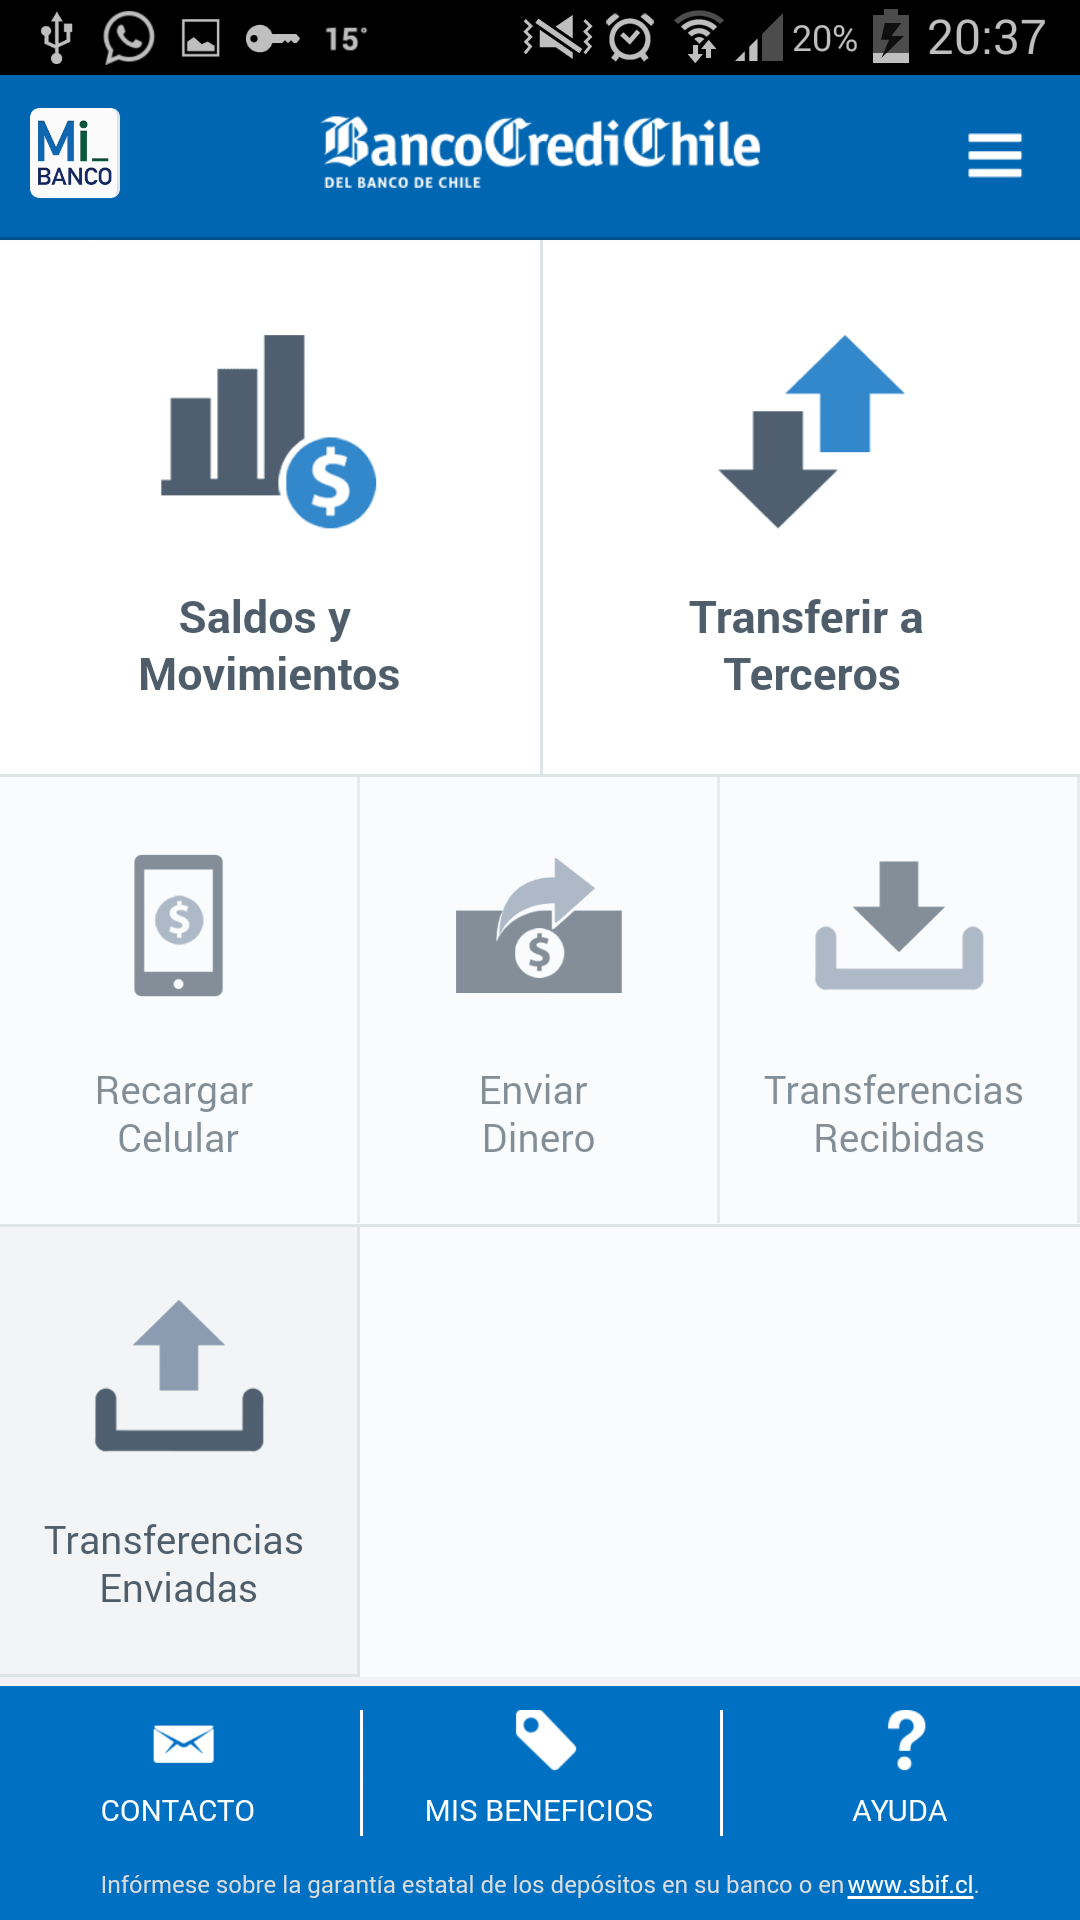 15°
20%
20:37
Mi_
BANCO
BancoCrediChile
DEL BANCO DE CHILE
$
Saldos y
Movimientos
Transferir a
Terceros
$
$
Recargar
Celular
Enviar
Dinero
Transferencias
Recibidas
Transferencias
Enviadas
?
CONTACTO
MIS BENEFICIOS
AYUDA
Infórmese sobre la garantía estatal de los depósitos en su banco o en www.sbif.cl.